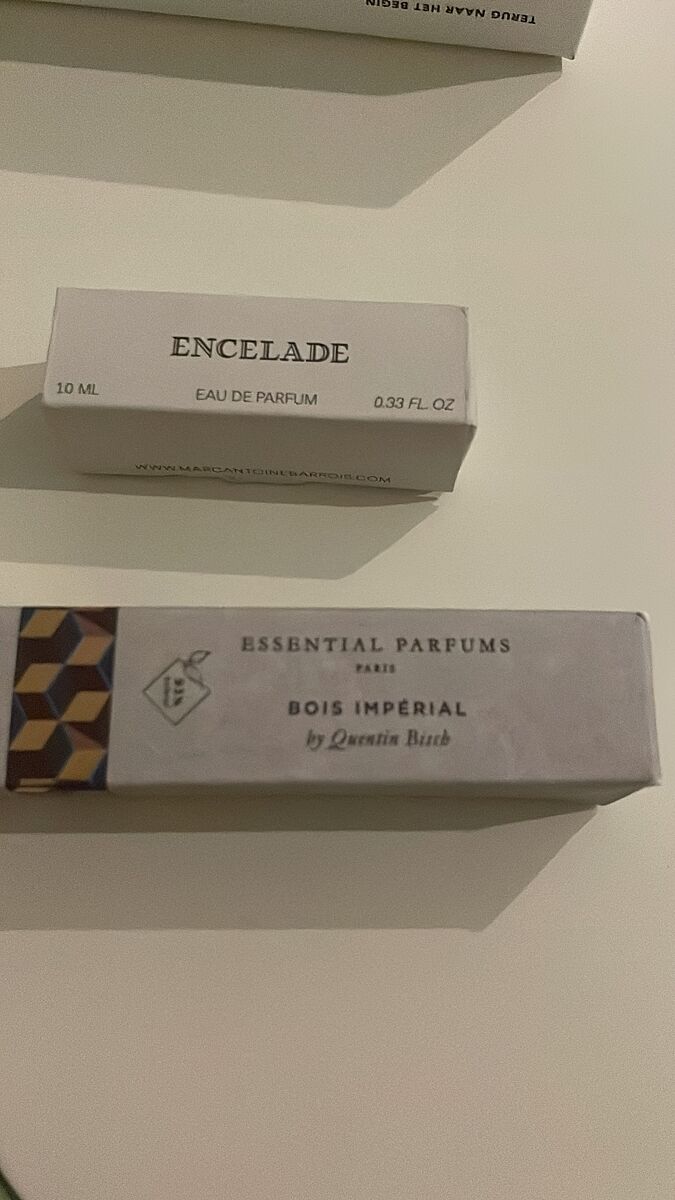 TERUG NAAR HET BEGIN
ENCELADE
10 ML EAU DE PARFUM 0.33 FL. OZ
WWW.MARCANTOINEBARROIS.COM
ESSENTIAL PARFUMS
PARIS
BOIS IMPÉRIAL
by Quentin Bisch